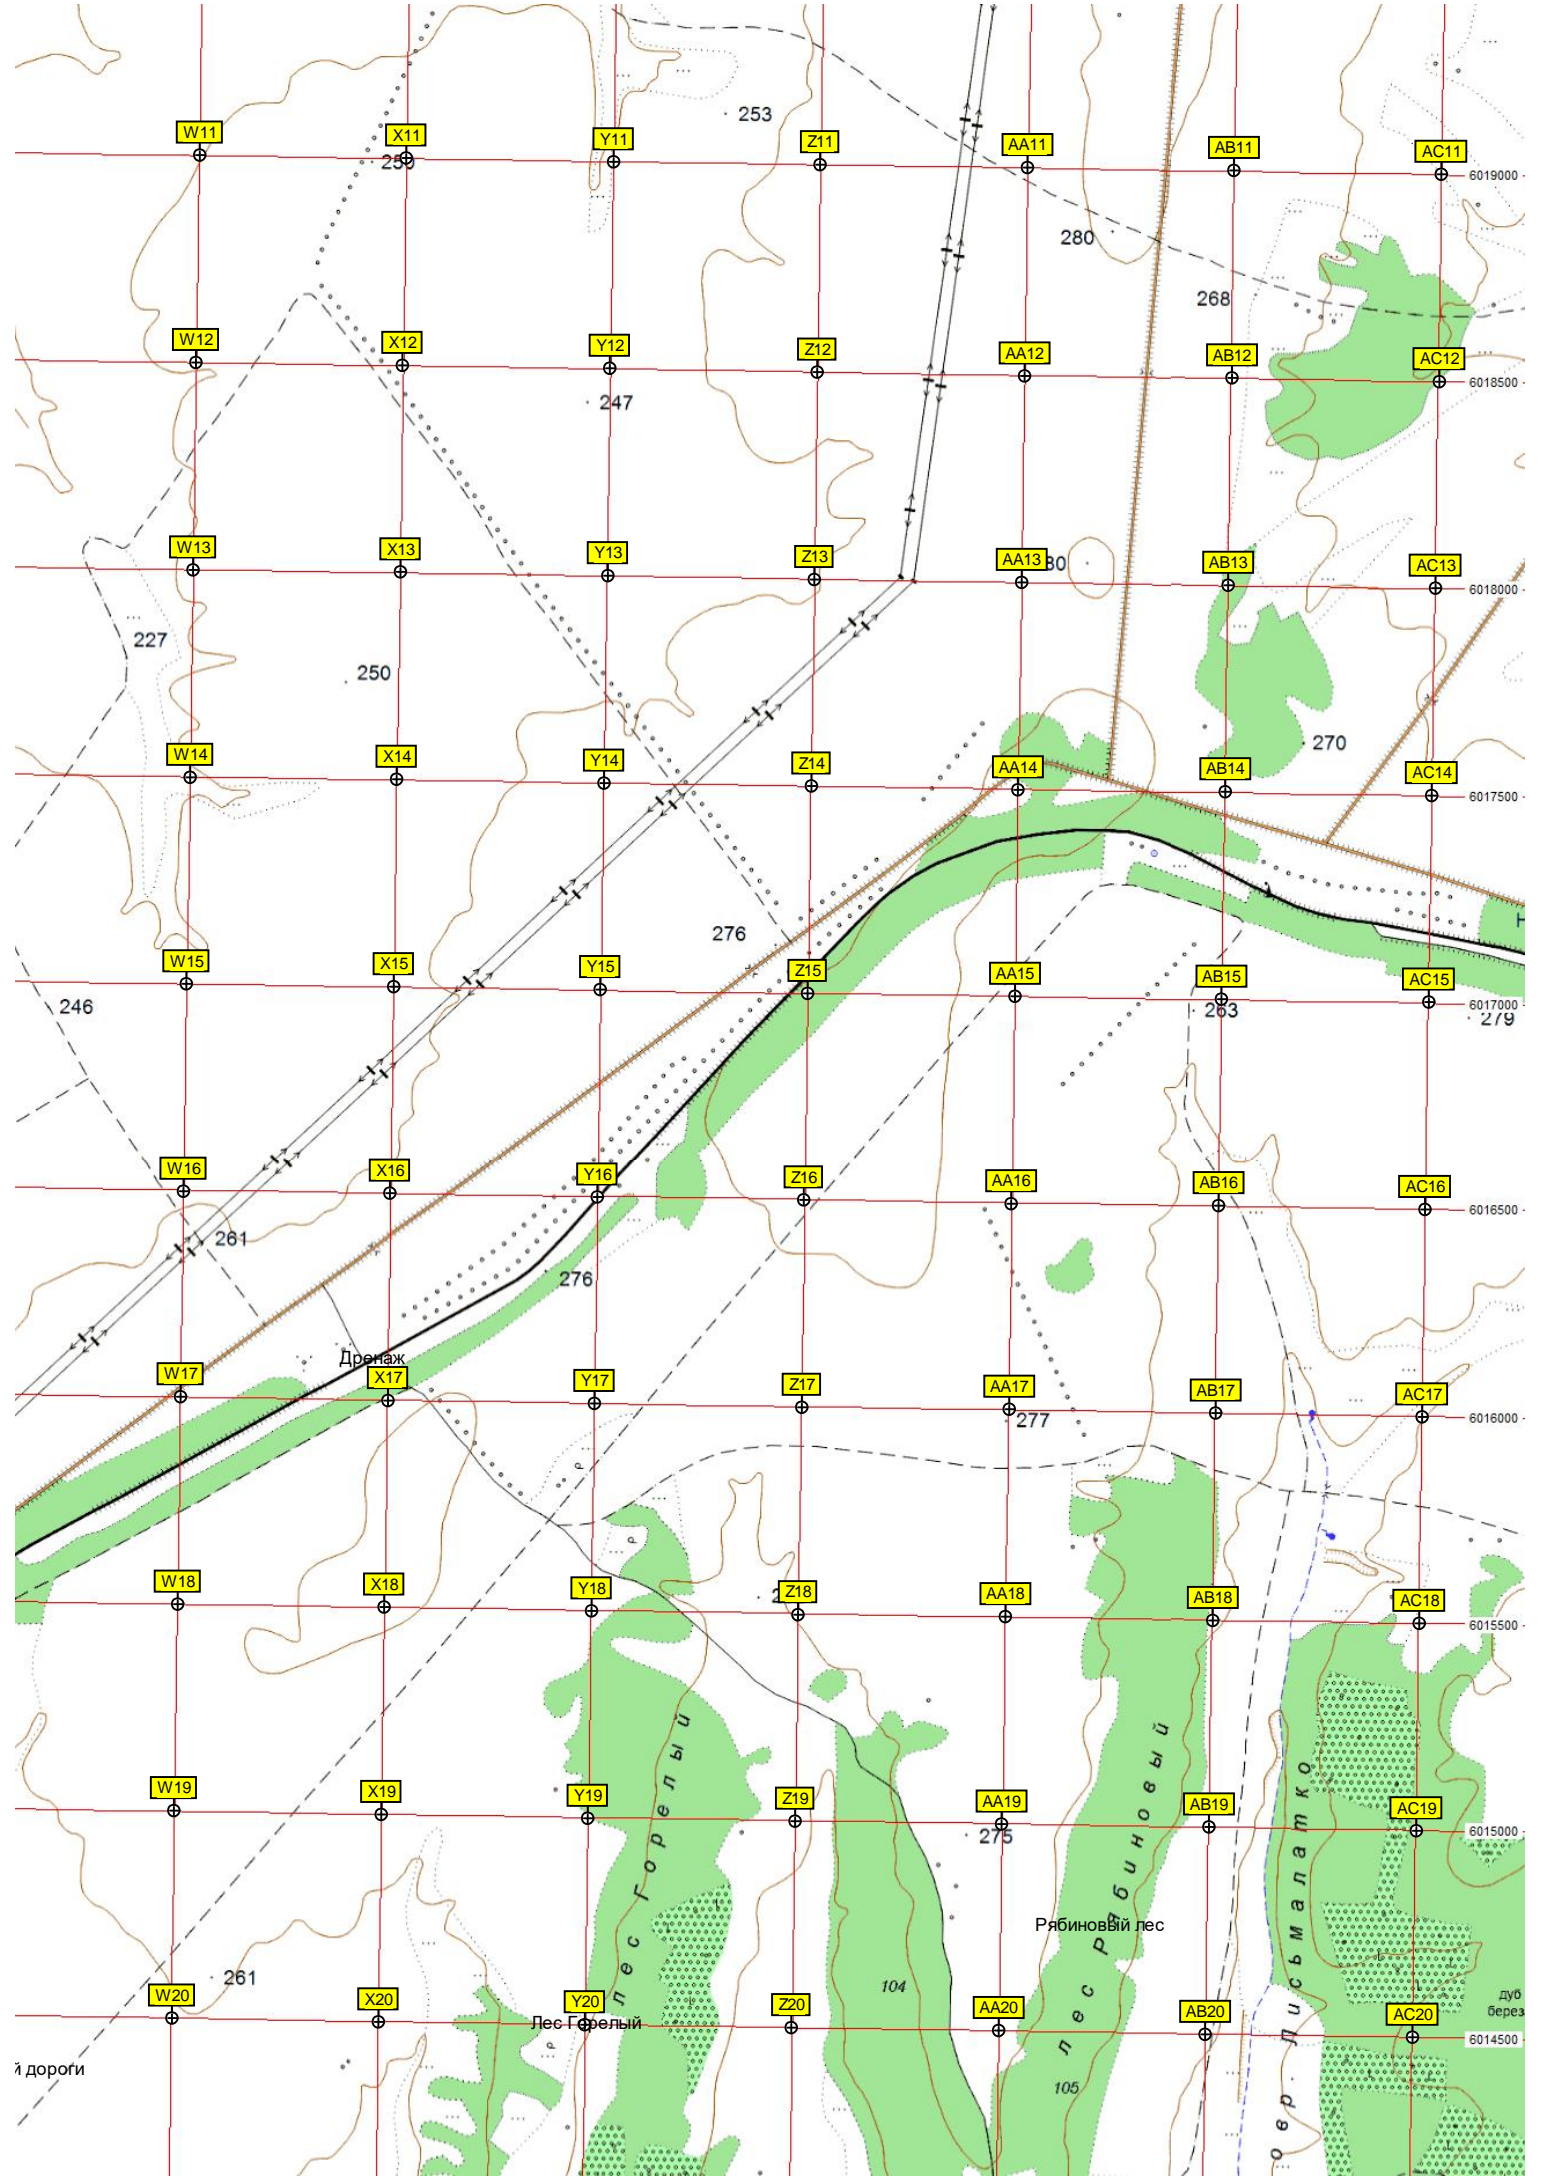 253
W11 X11 Y11 Z11 AA11 AB11 AC11
6019000
280
268
W12 X12 Y12 Z12 AA12 AB12 AC12
6018500
247
W13 X13 Y13 Z13 AA13 AB13 AC13
6018000
227
250
270
W14 X14 Y14 Z14 AA14 AB14 AC14
6017500
276
Н
W15 X15 Y15 Z15 AA15 AB15 AC15
246
263
6017000
279
W16 X16 Y16 Z16 AA16 AB16 AC16
6016500
261
276
Дренаж
W17 X17 Y17 Z17 AA17 AB17 AC17
277
6016000
р
р
W18 X18 Y18 Z18 AA18 AB18 AC18
6015500
лес Горелый
лес Рябиновый
овр. Письмалатко
W19 X19 Y19 Z19 AA19 AB19 AC19
275
6015000
Рябиновый лес
261
104
дуб
берез
W20 X20 Y20 Z20 AA20 AB20 AC20
Лес Горелый
6014500
р
й дороги
105